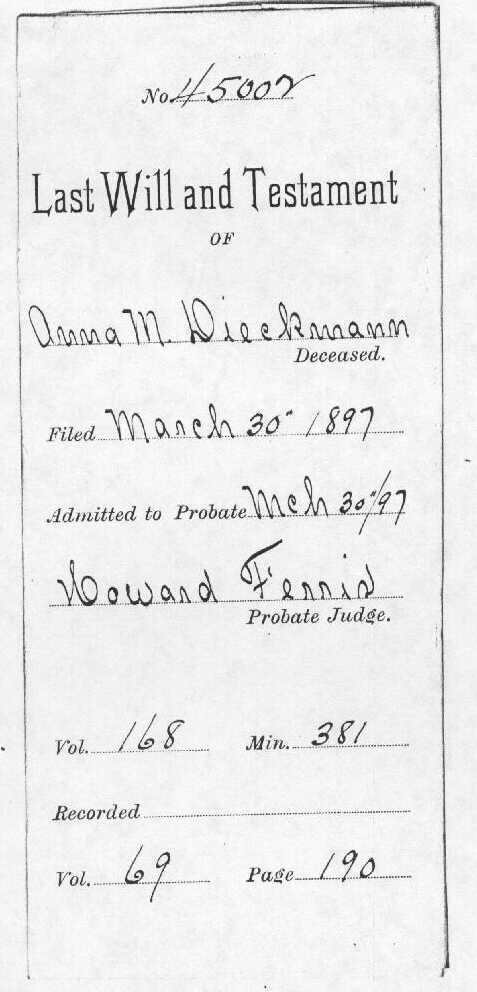 No 45002
Last Will and Testament
OF
Anna M. Dieckmann
Deceased.
Filed March 30" 1897
Admitted to Probate Mch 30"/97
Howard Ferris
Probate Judge.
Vol. 168 Min. 381
Recorded
Vol. 69 Page 190